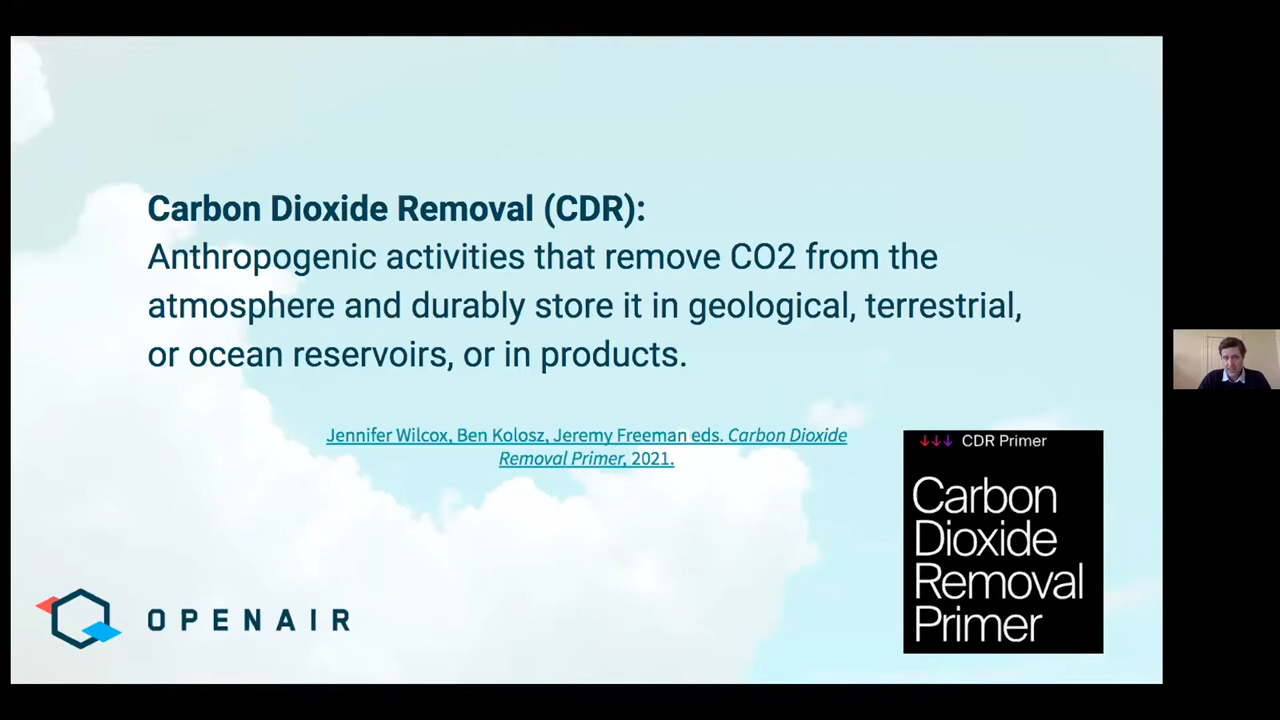 Carbon Dioxide Removal (CDR):
Anthropogenic activities that remove CO2 from the
atmosphere and durably store it in geological, terrestrial,
or ocean reservoirs, or in products.
Jennifer Wilcox, Ben Kolosz, Jeremy Freeman eds. Carbon Dioxide
Removal Primer, 2021.
CDR Primer
Carbon
Dioxide
Removal
Primer
OPENAIR